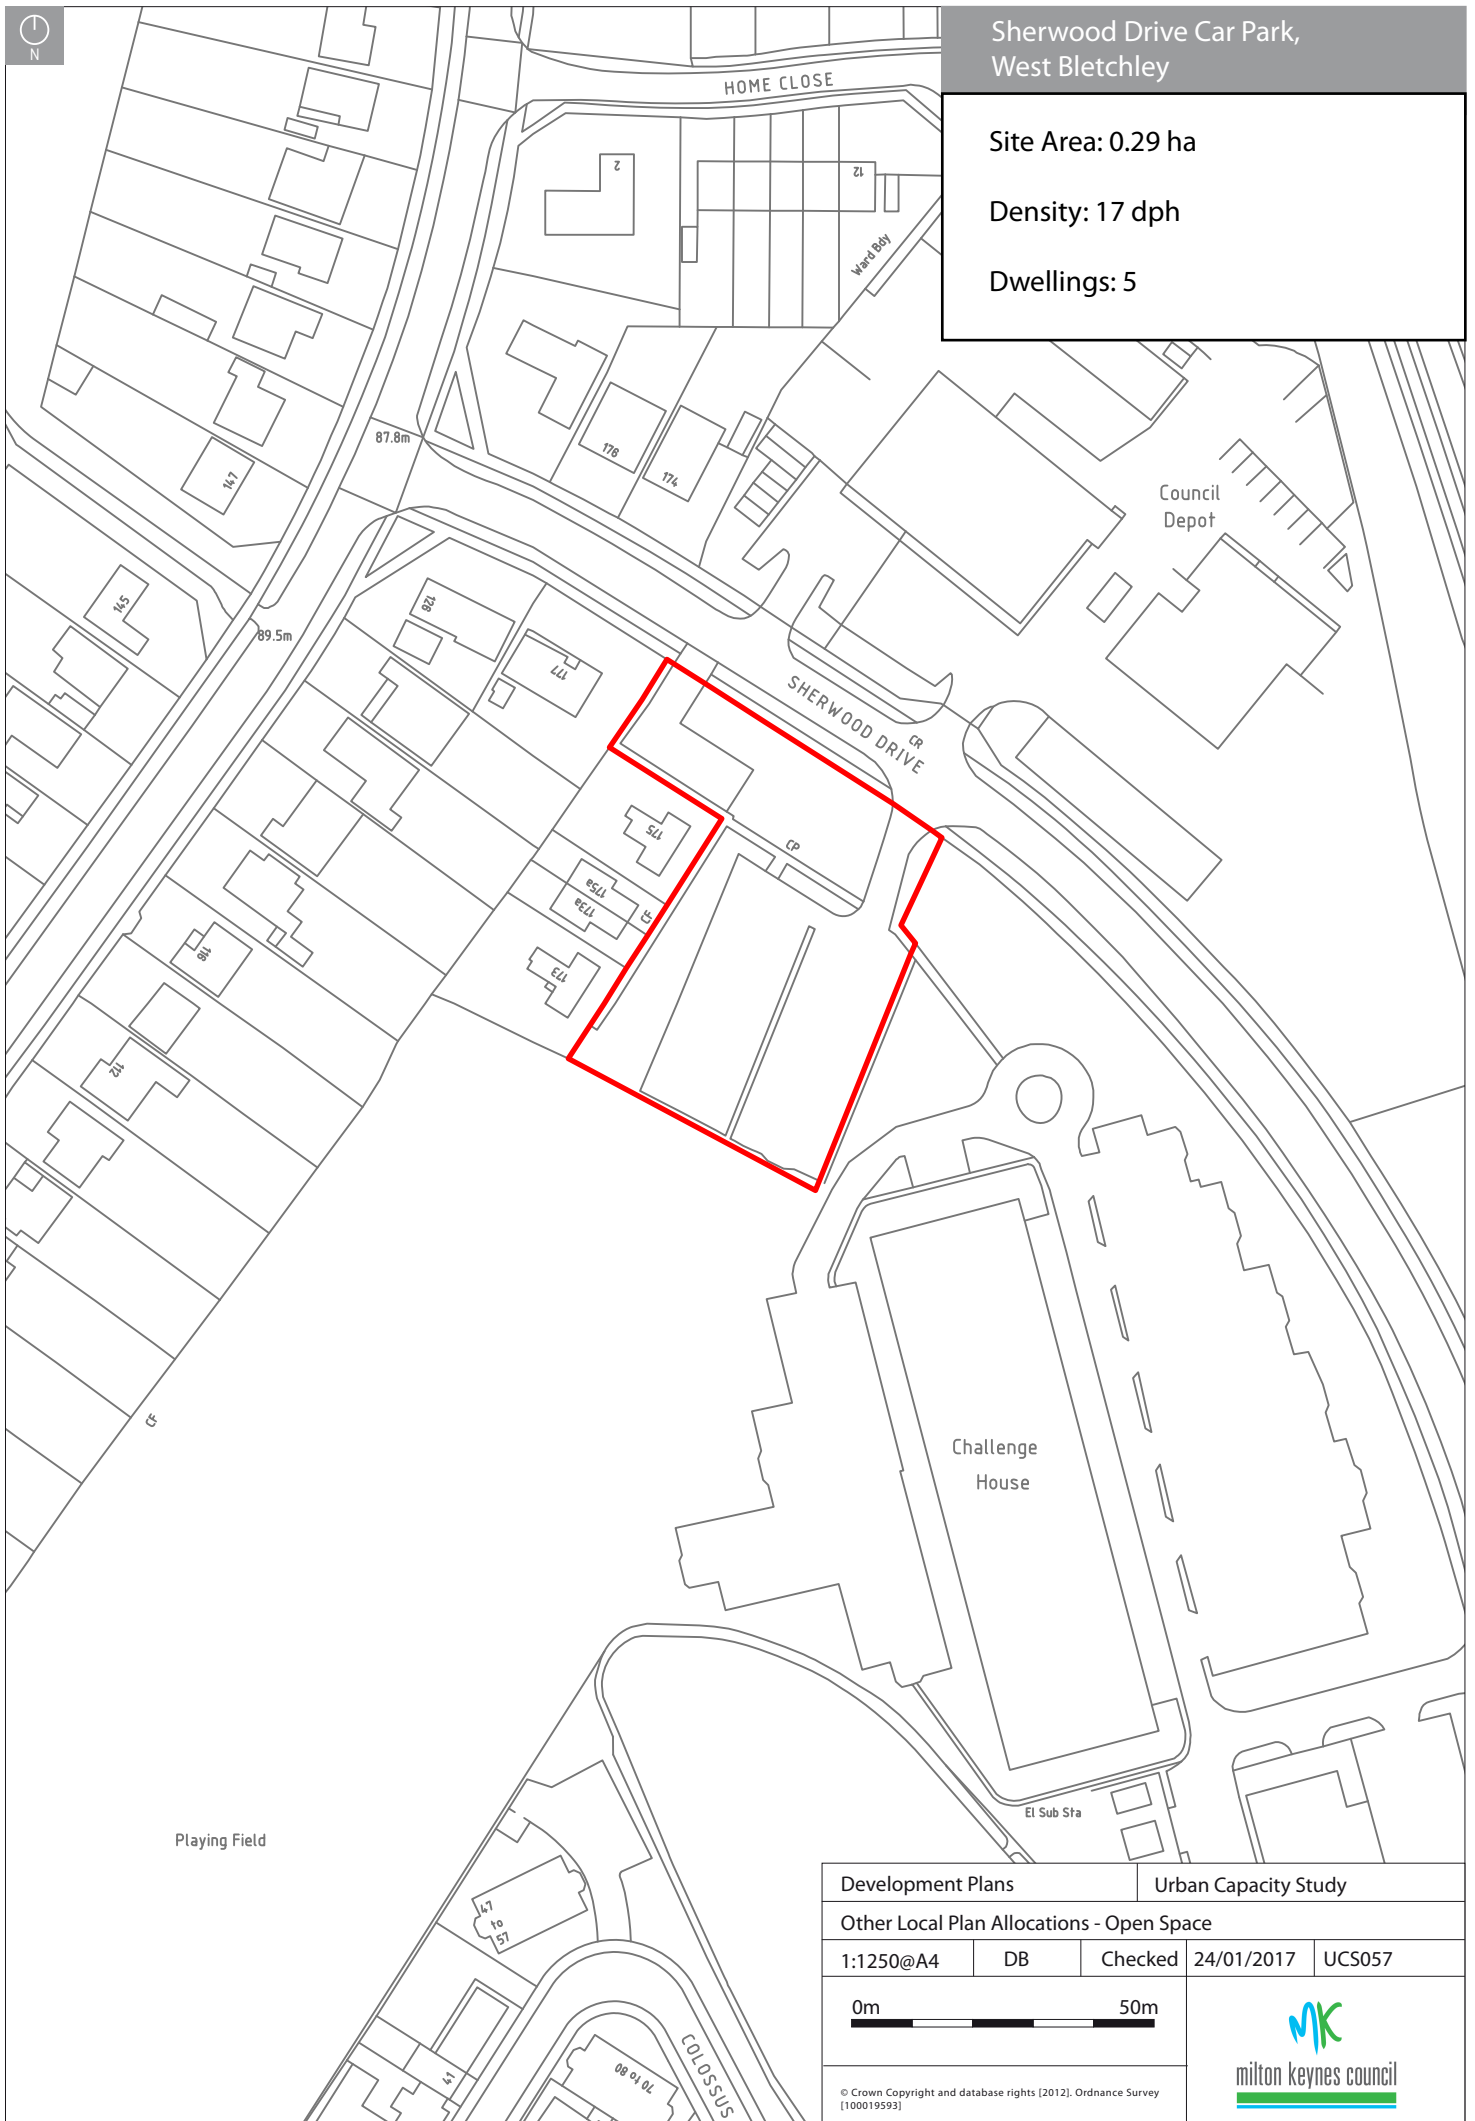 N
Sherwood Drive Car Park,
West Bletchley
Site Area: 0.29 ha
Density: 17 dph
Dwellings: 5
HOME CLOSE
2
12
Ward Bdy
87.8m
176
174
147
Council
Depot
145
89.5m
128
177
SHERWOOD DRIVE
CR
175
CP
175a
173a
CF
173
116
112
CF
Challenge
House
El Sub Sta
Playing Field
47
to
57
41
70 to 80
COLOSSUS
Development Plans
Urban Capacity Study
Other Local Plan Allocations - Open Space
1:1250@A4
DB
Checked
24/01/2017
UCS057
0m
50m
milton keynes council
© Crown Copyright and database rights [2012]. Ordnance Survey
[100019593]